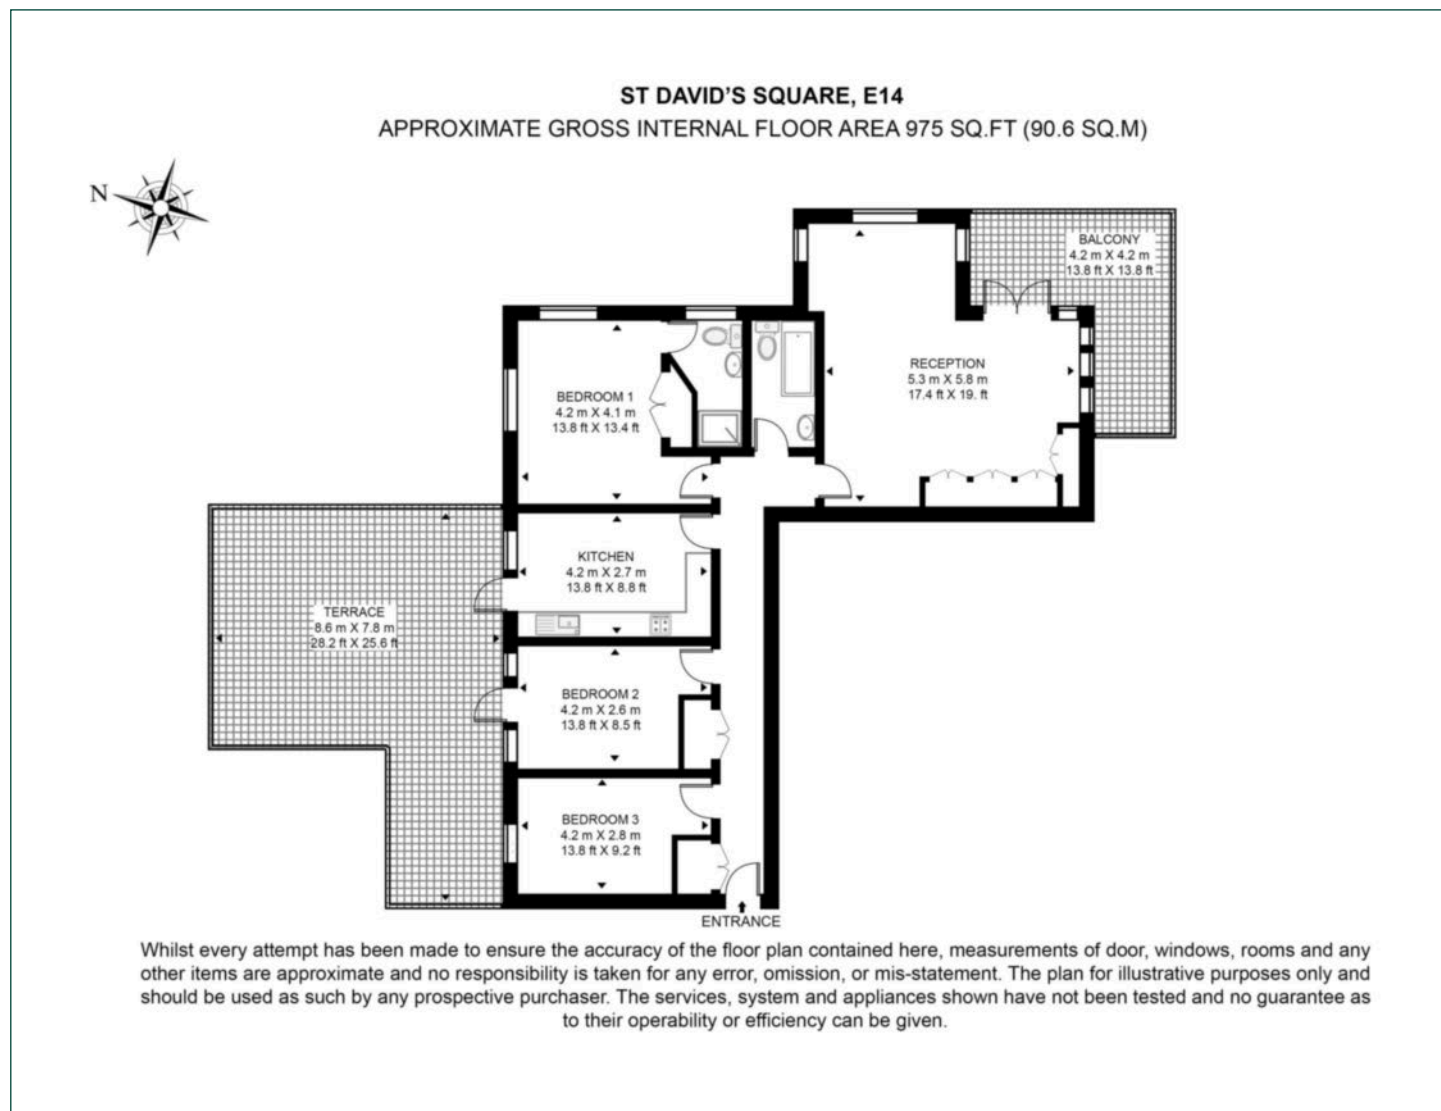 ST DAVID'S SQUARE, E14
APPROXIMATE GROSS INTERNAL FLOOR AREA 975 SQ.FT (90.6 SQ.M)
N
BALCONY
4.2 m X 4.2 m
13.8 ft X 13.8 ft
RECEPTION
5.3 m X 5.8 m
17.4 ft X 19. ft
BEDROOM 1
4.2 m X 4.1 m
13.8 ft X 13.4 ft
KITCHEN
4.2 m X 2.7 m
13.8 ft X 8.8 ft
TERRACE
8.6 m X 7.8 m
28.2 ft X 25.6 ft
BEDROOM 2
4.2 m X 2.6 m
13.8 ft X 8.5 ft
BEDROOM 3
4.2 m X 2.8 m
13.8 ft X 9.2 ft
ENTRANCE
Whilst every attempt has been made to ensure the accuracy of the floor plan contained here, measurements of door, windows, rooms and any
other items are approximate and no responsibility is taken for any error, omission, or mis-statement. The plan for illustrative purposes only and
should be used as such by any prospective purchaser. The services, system and appliances shown have not been tested and no guarantee as
to their operability or efficiency can be given.